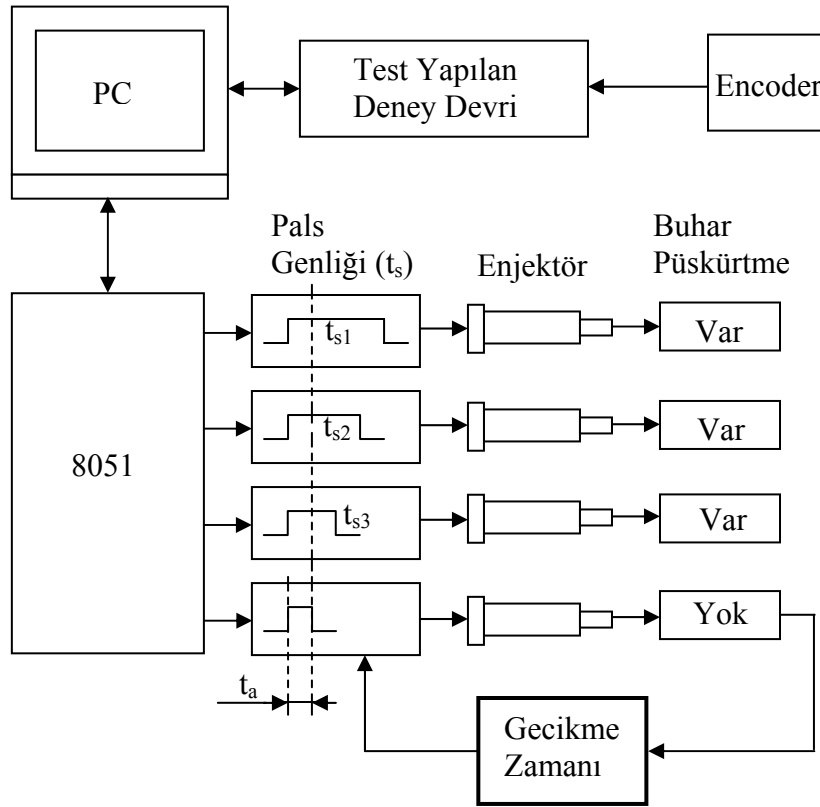 PC
Test Yapılan
Deney Devri
Encoder
Pals
Genliği (ts)
Enjektör
Buhar
Püskürtme
8051
ts1
Var
ts2
Var
ts3
Var
Yok
ta
Gecikme
Zamanı